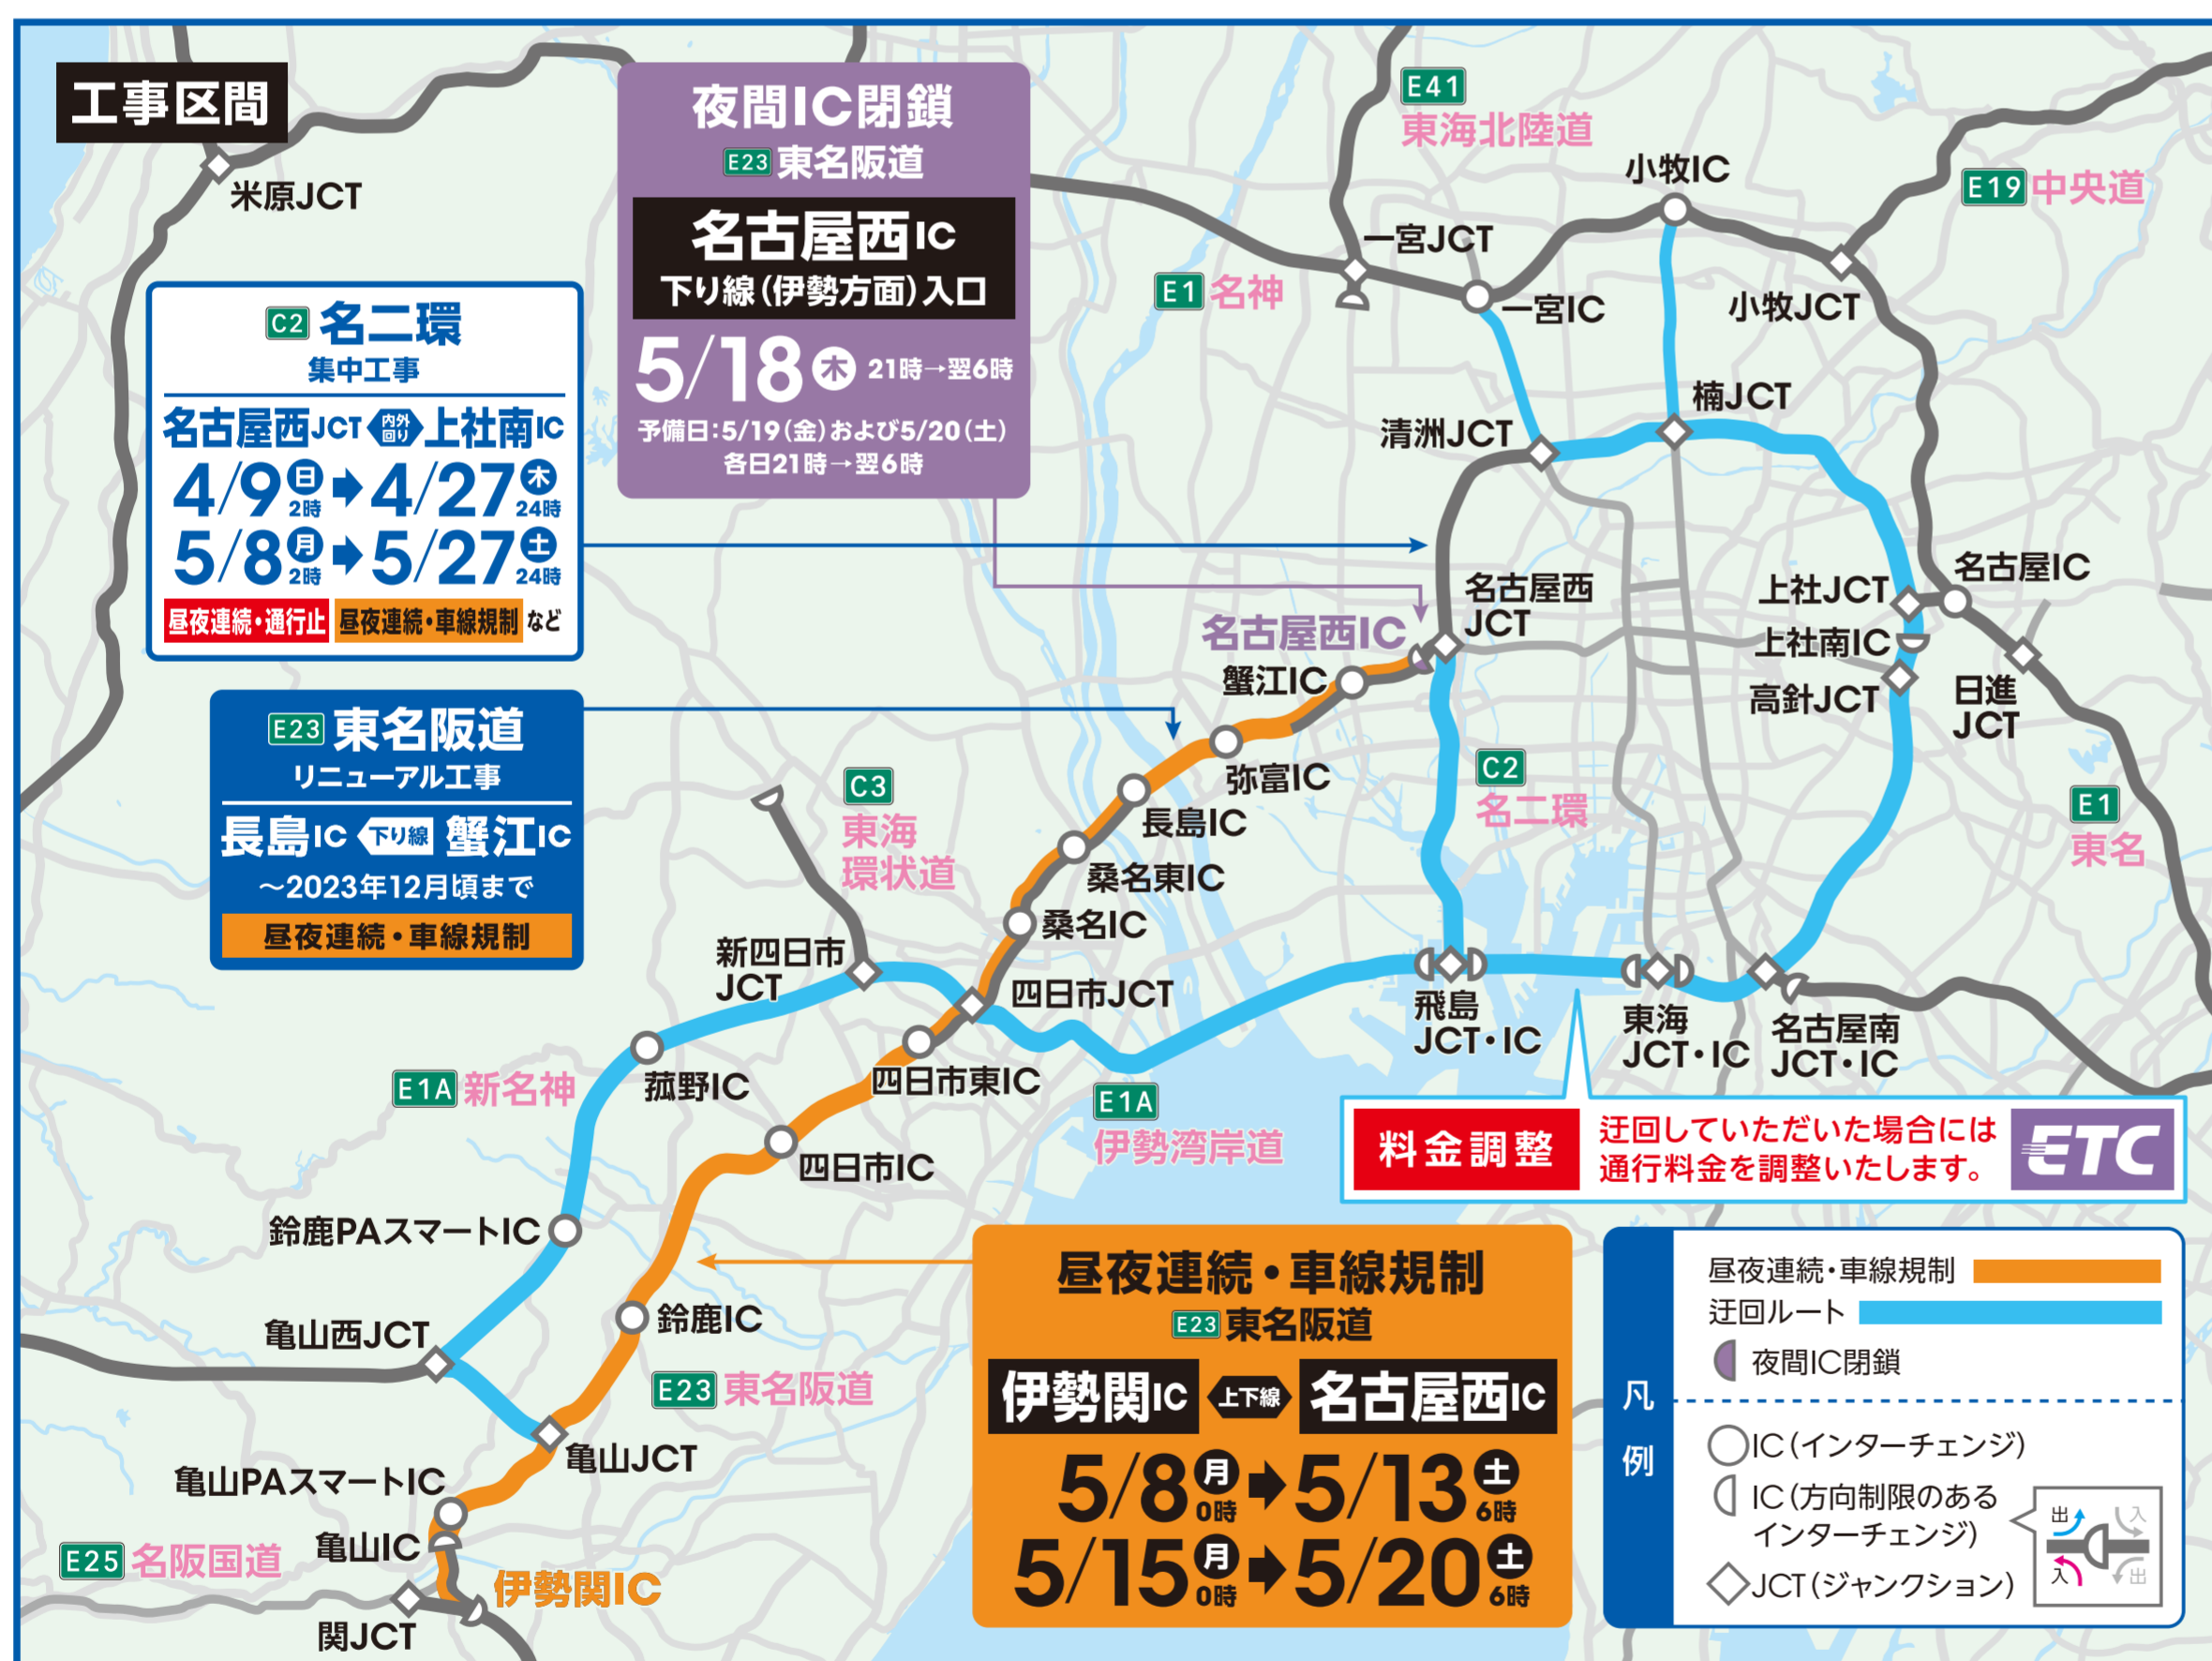 工事区間
米原JCT
夜間IC閉鎖
E23 東名阪道
名古屋西IC
下り線(伊勢方面)入口
5/18 木 21時→翌6時
予備日:5/19(金)および5/20(土)
各日21時→翌6時
C2 名二環
集中工事
名古屋西JCT 内外回り 上社南IC
4/9 日 2時 ➡ 4/27 木 24時
5/8 月 2時 ➡ 5/27 土 24時
昼夜連続・通行止 昼夜連続・車線規制 など
E23 東名阪道
リニューアル工事
長島IC 下り線 蟹江IC
~2023年12月頃まで
昼夜連続・車線規制
E41
東海北陸道
小牧IC
E19 中央道
一宮JCT
E1 名神
一宮IC
小牧JCT
楠JCT
清洲JCT
名古屋西
JCT
名古屋西IC
蟹江IC
上社JCT
名古屋IC
上社南IC
高針JCT
日進
JCT
弥富IC
C2
名二環
E1
東名
C3
東海
環状道
長島IC
桑名東IC
桑名IC
新四日市
JCT
四日市JCT
飛島
JCT・IC
東海
JCT・IC
名古屋南
JCT・IC
E1A 新名神
菰野IC
四日市東IC
E1A
伊勢湾岸道
四日市IC
料金調整
迂回していただいた場合には
通行料金を調整いたします。
ETC
鈴鹿PAスマートIC
亀山西JCT
鈴鹿IC
E23 東名阪道
亀山JCT
亀山PAスマートIC
亀山IC
E25 名阪国道
伊勢関IC
関JCT
昼夜連続・車線規制
E23 東名阪道
伊勢関IC 上下線 名古屋西IC
5/8 月 0時 ➡ 5/13 土 6時
5/15 月 0時 ➡ 5/20 土 6時
凡例
昼夜連続・車線規制
迂回ルート
夜間IC閉鎖
IC(インターチェンジ)
IC(方向制限のある
インターチェンジ)
JCT(ジャンクション)
出 入
入 出